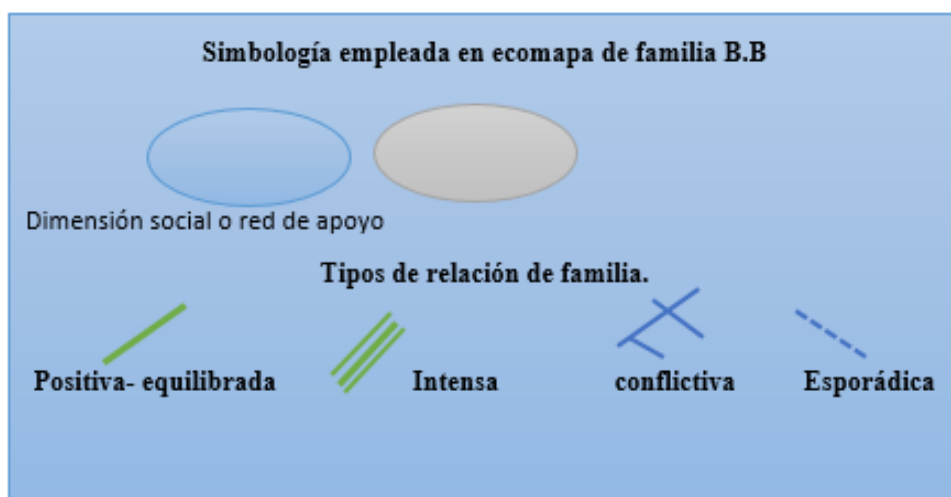 Simbología empleada en ecomapa de familia B.B
Dimensión social o red de apoyo
Tipos de relación de familia.
Positiva- equilibrada Intensa conflictiva Esporádica